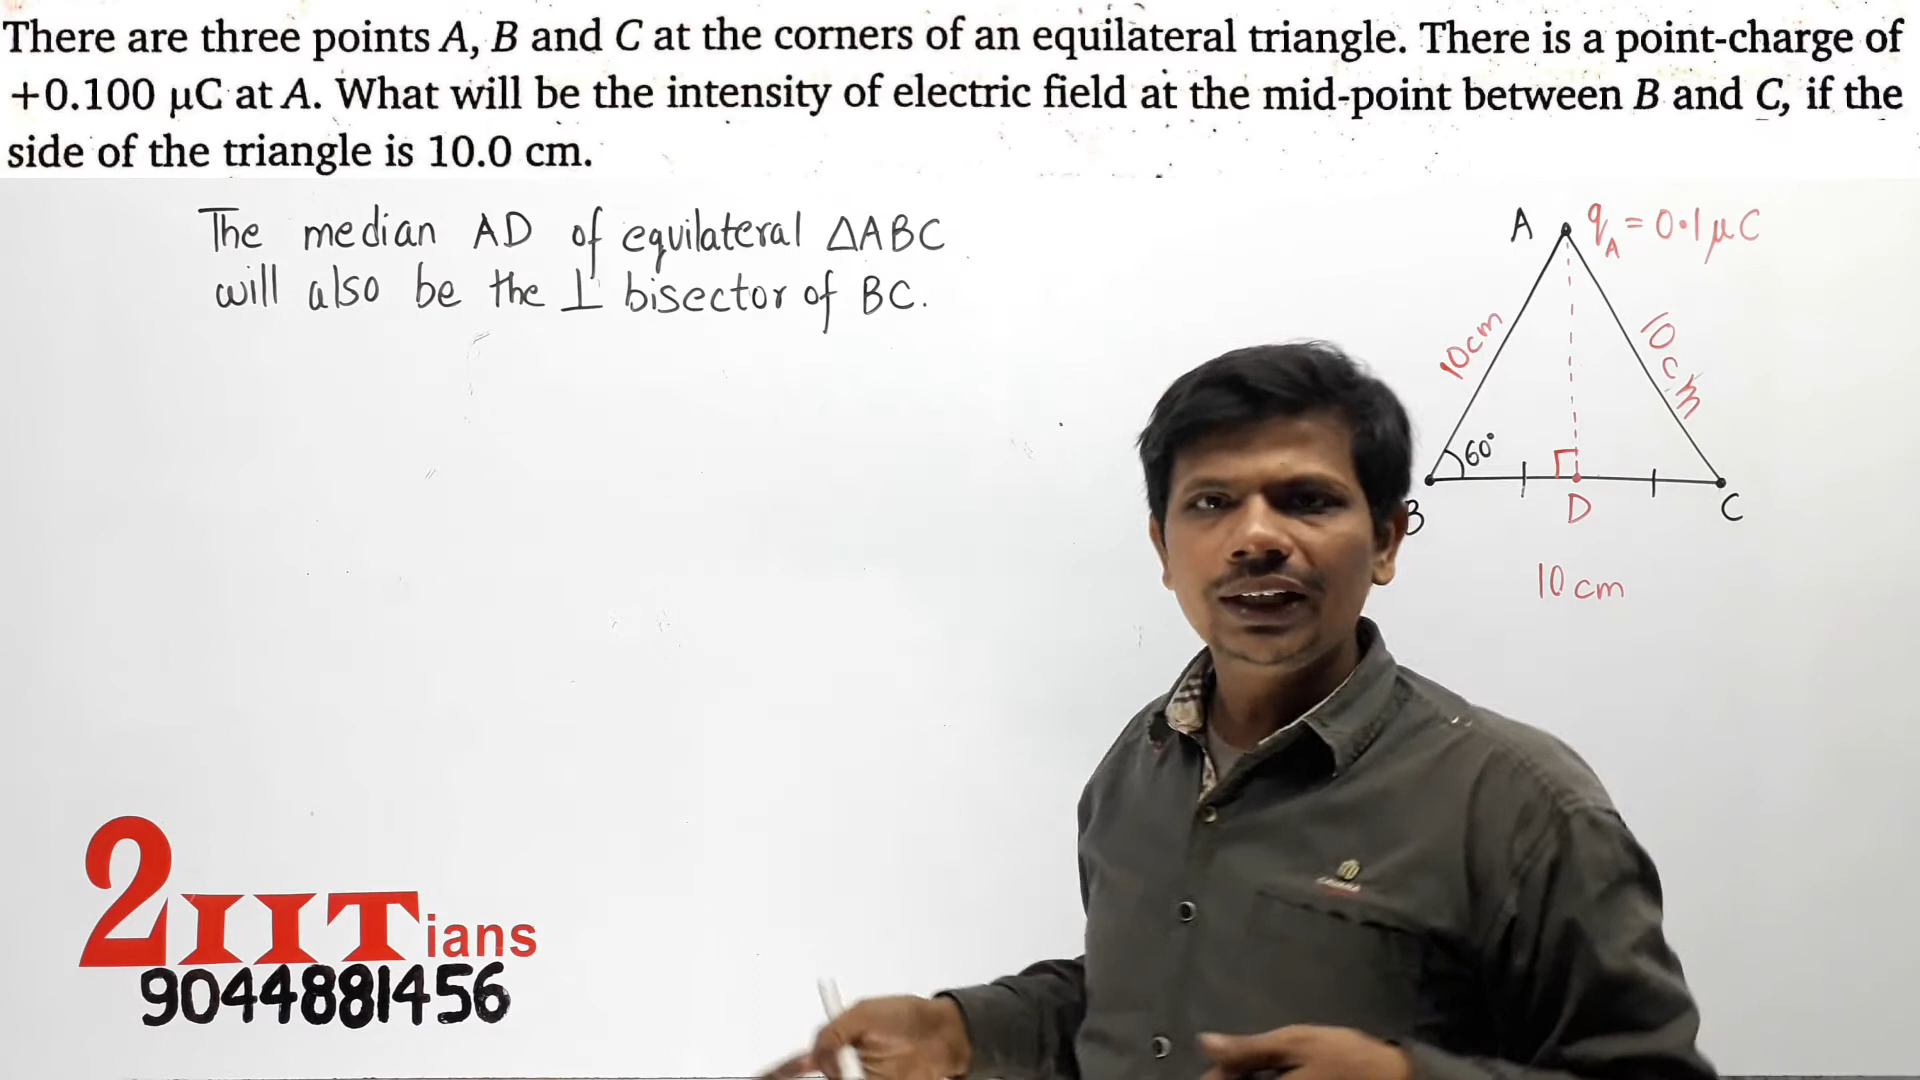 There are three points A, B and C at the corners of an equilateral triangle. There is a point-charge of
+0.100 μC at A. What will be the intensity of electric field at the mid-point between B and C, if the
side of the triangle is 10.0 cm.
The median AD of equilateral ΔABC
will also be the ⊥ bisector of BC.
A q_A = 0.1 μC
10cm
10cm
60°
B
D
C
10 cm
2IITians
9044881456